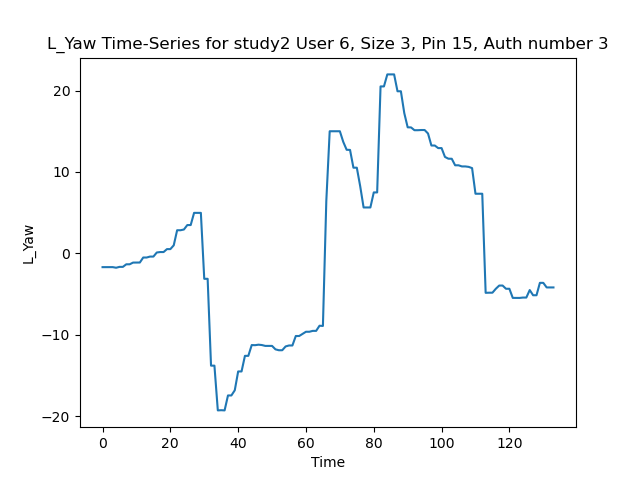 L_Yaw Time-Series for study2 User 6, Size 3, Pin 15, Auth number 3
20
10
0
−10
−20
L_Yaw
0 20 40 60 80 100 120
Time